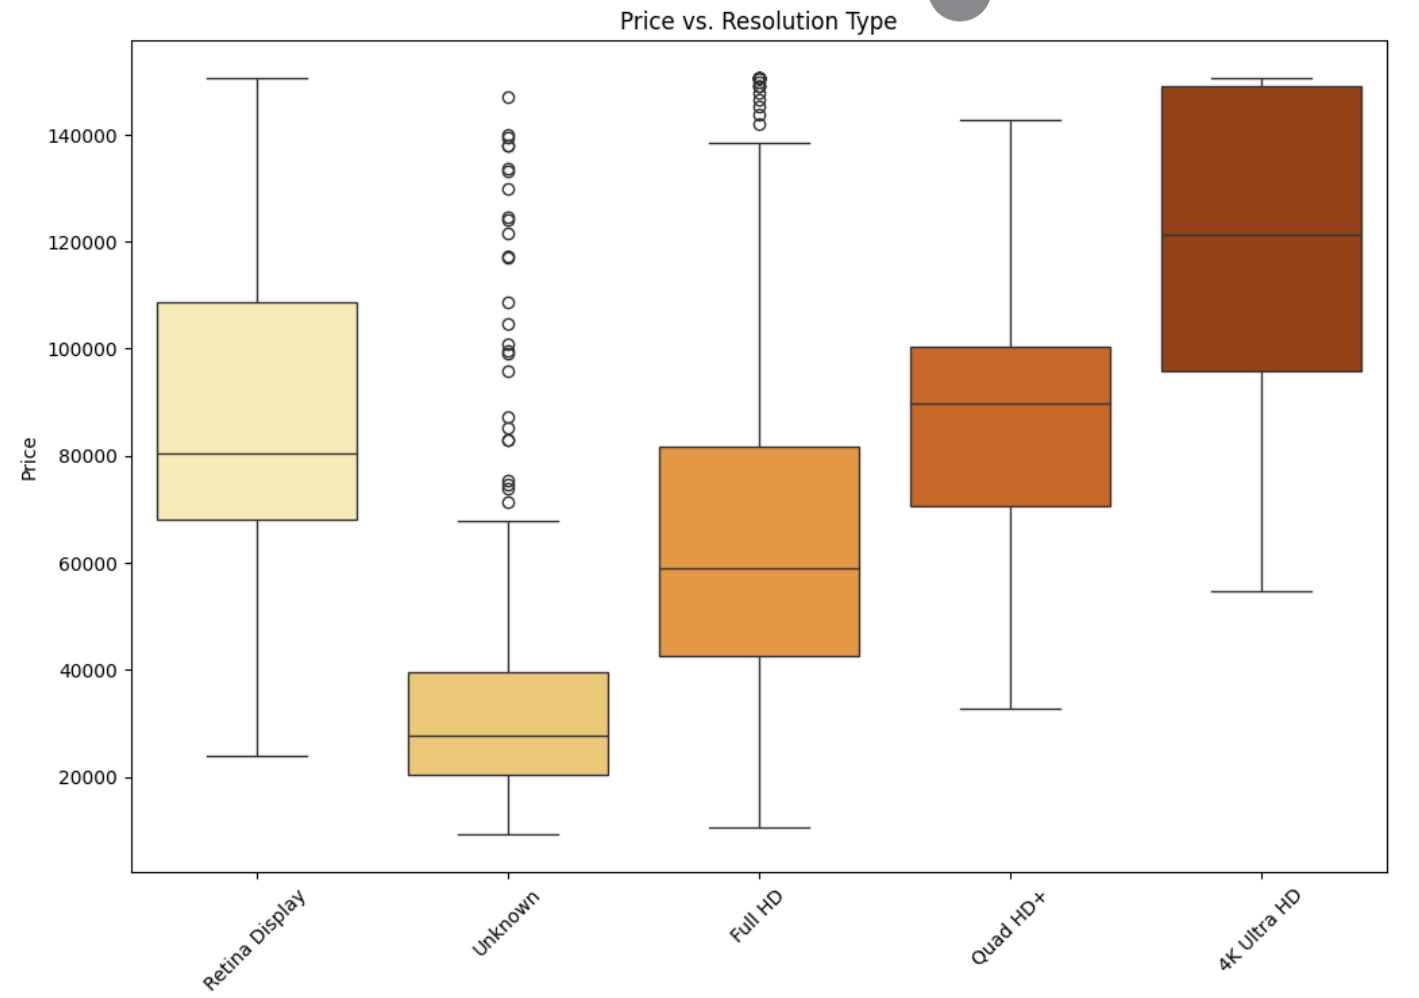 Price vs. Resolution Type
Price
140000
120000
100000
80000
60000
40000
20000
Retina Display
Unknown
Full HD
Quad HD+
4K Ultra HD